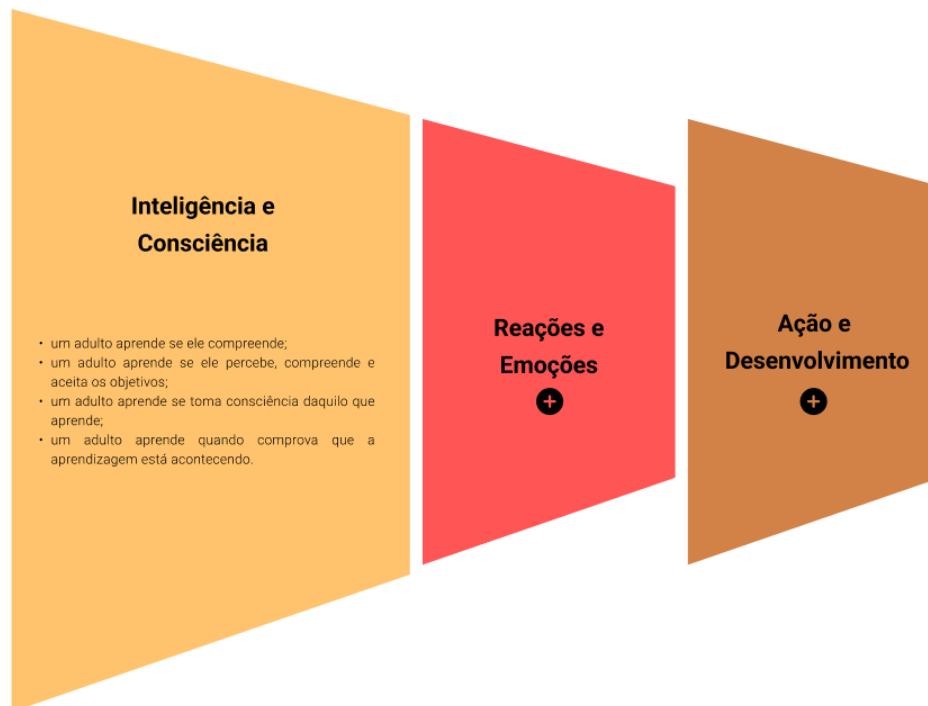 Inteligência e
Consciência
• um adulto aprende se ele compreende;
• um adulto aprende se ele percebe, compreende e
aceita os objetivos;
• um adulto aprende se toma consciência daquilo que
aprende;
• um adulto aprende quando comprova que a
aprendizagem está acontecendo.
Reações e
Emoções
+
Ação e
Desenvolvimento
+